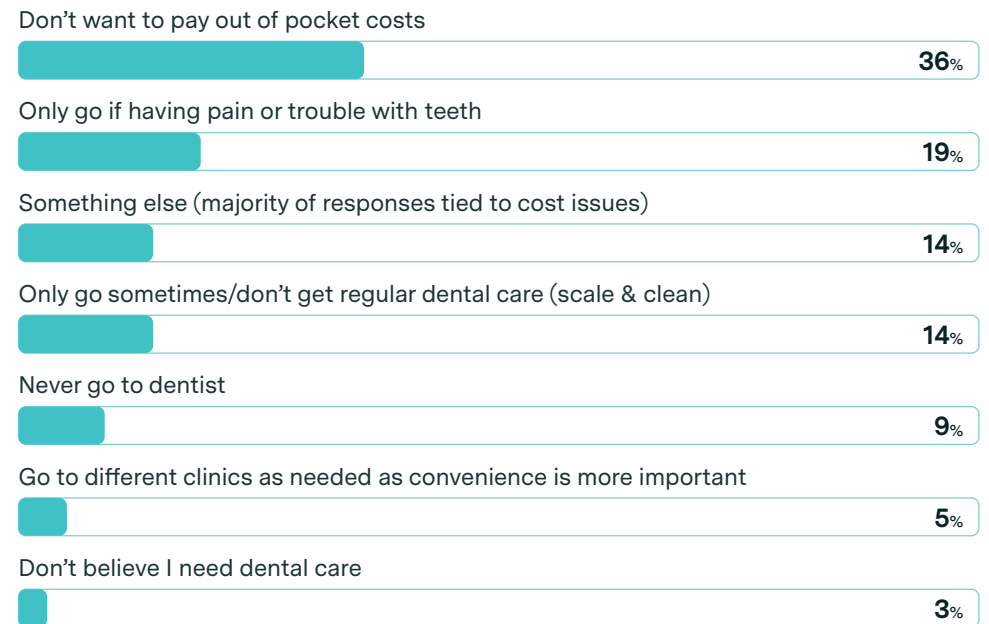 Don’t want to pay out of pocket costs
36%
Only go if having pain or trouble with teeth
19%
Something else (majority of responses tied to cost issues)
14%
Only go sometimes/don’t get regular dental care (scale & clean)
14%
Never go to dentist
9%
Go to different clinics as needed as convenience is more important
5%
Don’t believe I need dental care
3%